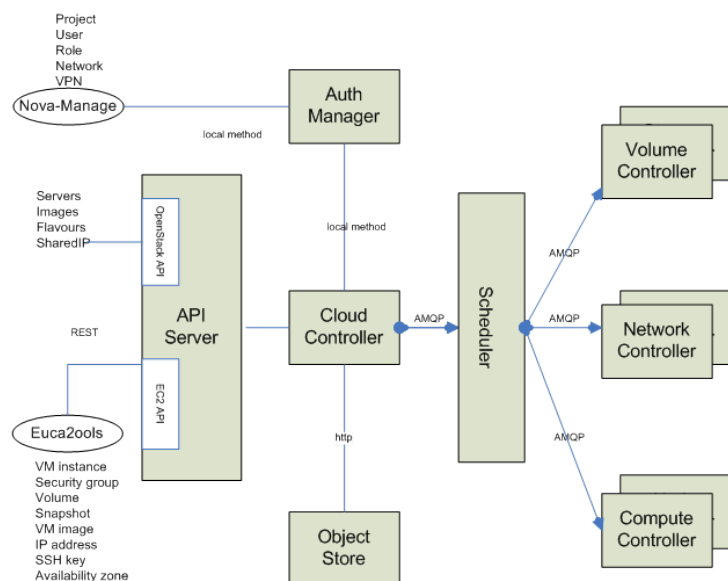 Project
User
Role
Network
VPN
Nova-Manage
Auth
Manager
local method
Volume
Controller
Servers
Images
Flavours
SharedIP
OpenStack API
local method
AMQP
API
Server
Cloud
Controller
AMQP
Scheduler
AMQP
Network
Controller
REST
EC2 API
Euca2ools
http
AMQP
VM instance
Security group
Volume
Snapshot
VM image
IP address
SSH key
Availability zone
Object
Store
Compute
Controller